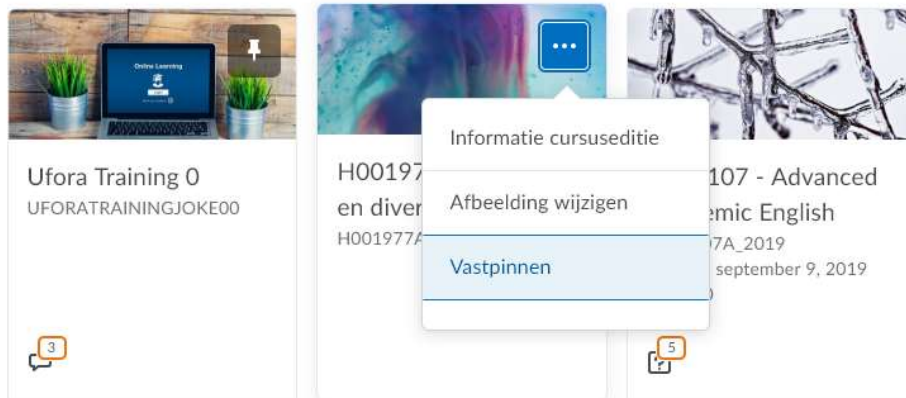 Online Learning
Ufora Training 0
UFORATRAININGJOKE00
3
H00197
en diver
H001977A
Informatie cursuseditie
Afbeelding wijzigen
Vastpinnen
107 - Advanced
emic English
7A_2019
september 9, 2019
5